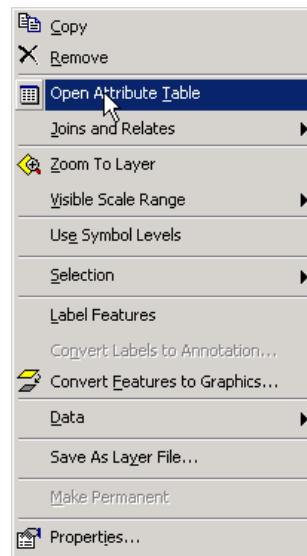 Copy
Remove
Open Attribute Table
Joins and Relates
Zoom To Layer
Visible Scale Range
Use Symbol Levels
Selection
Label Features
Convert Labels to Annotation...
Convert Features to Graphics...
Data
Save As Layer File...
Make Permanent
Properties...